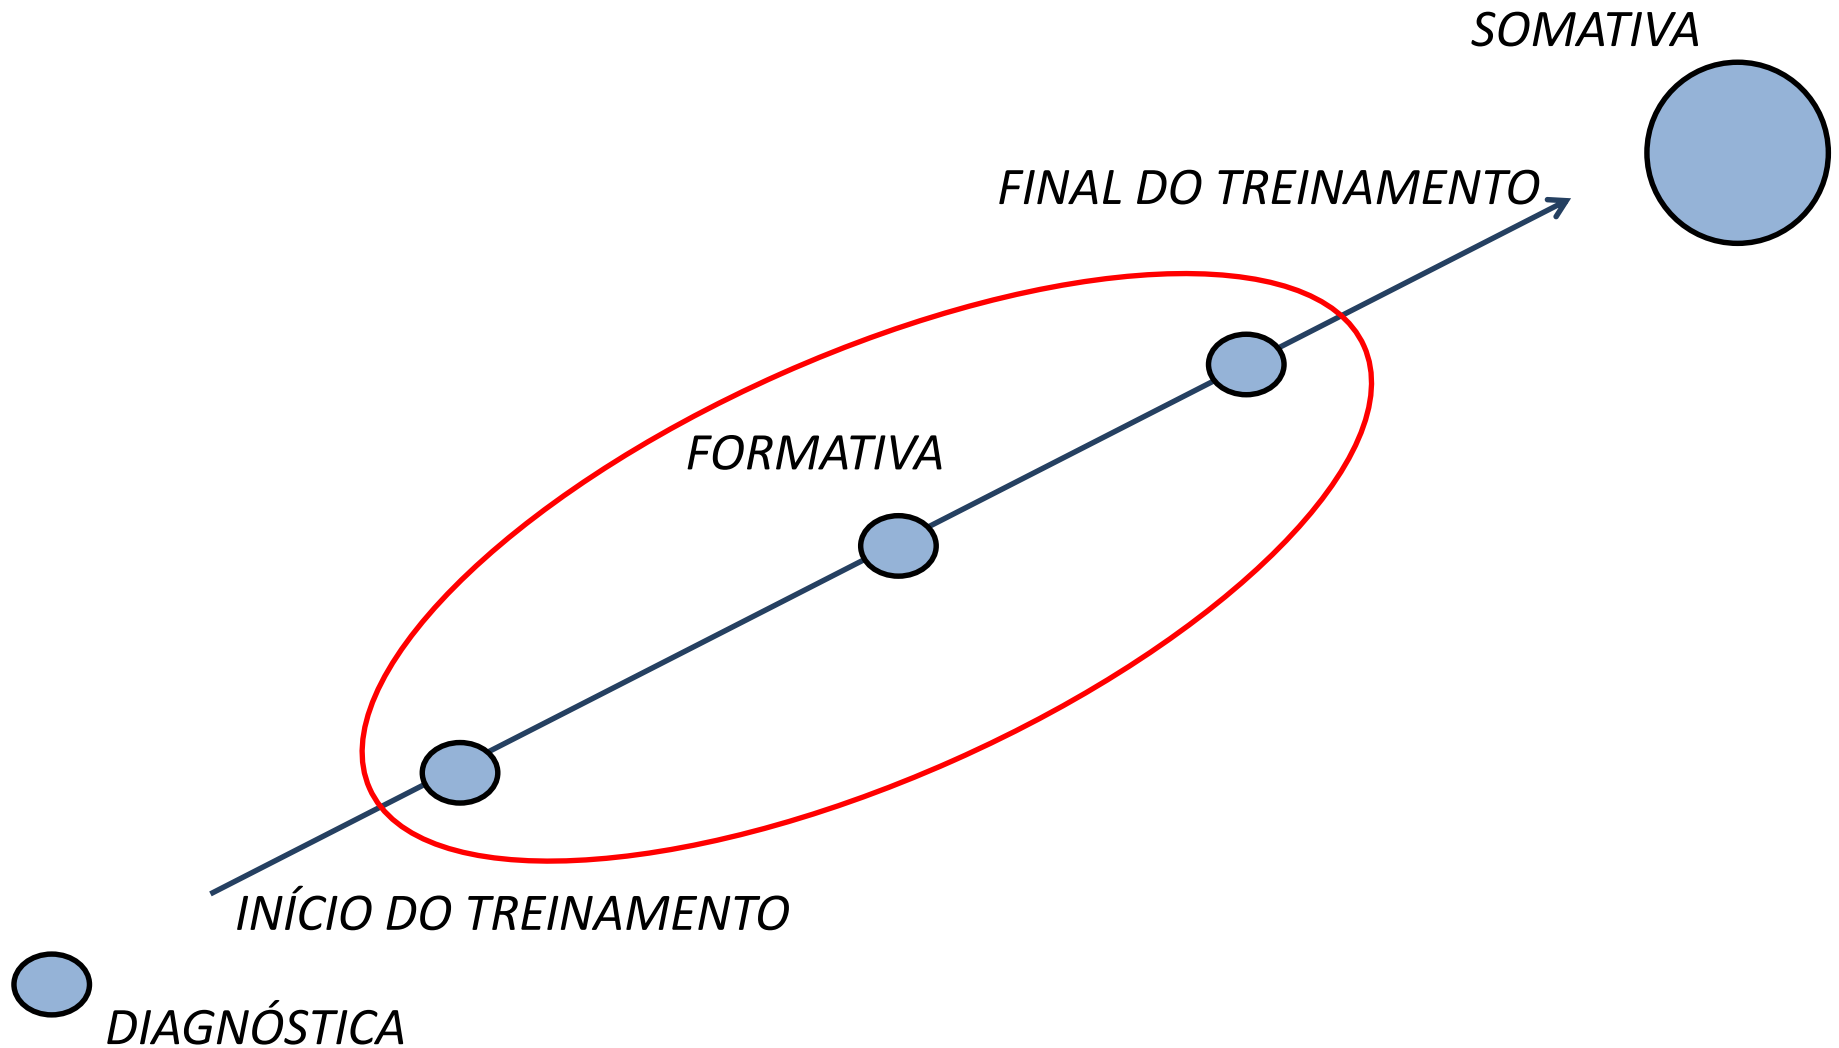 SOMATIVA
FINAL DO TREINAMENTO
FORMATIVA
INÍCIO DO TREINAMENTO
DIAGNÓSTICA